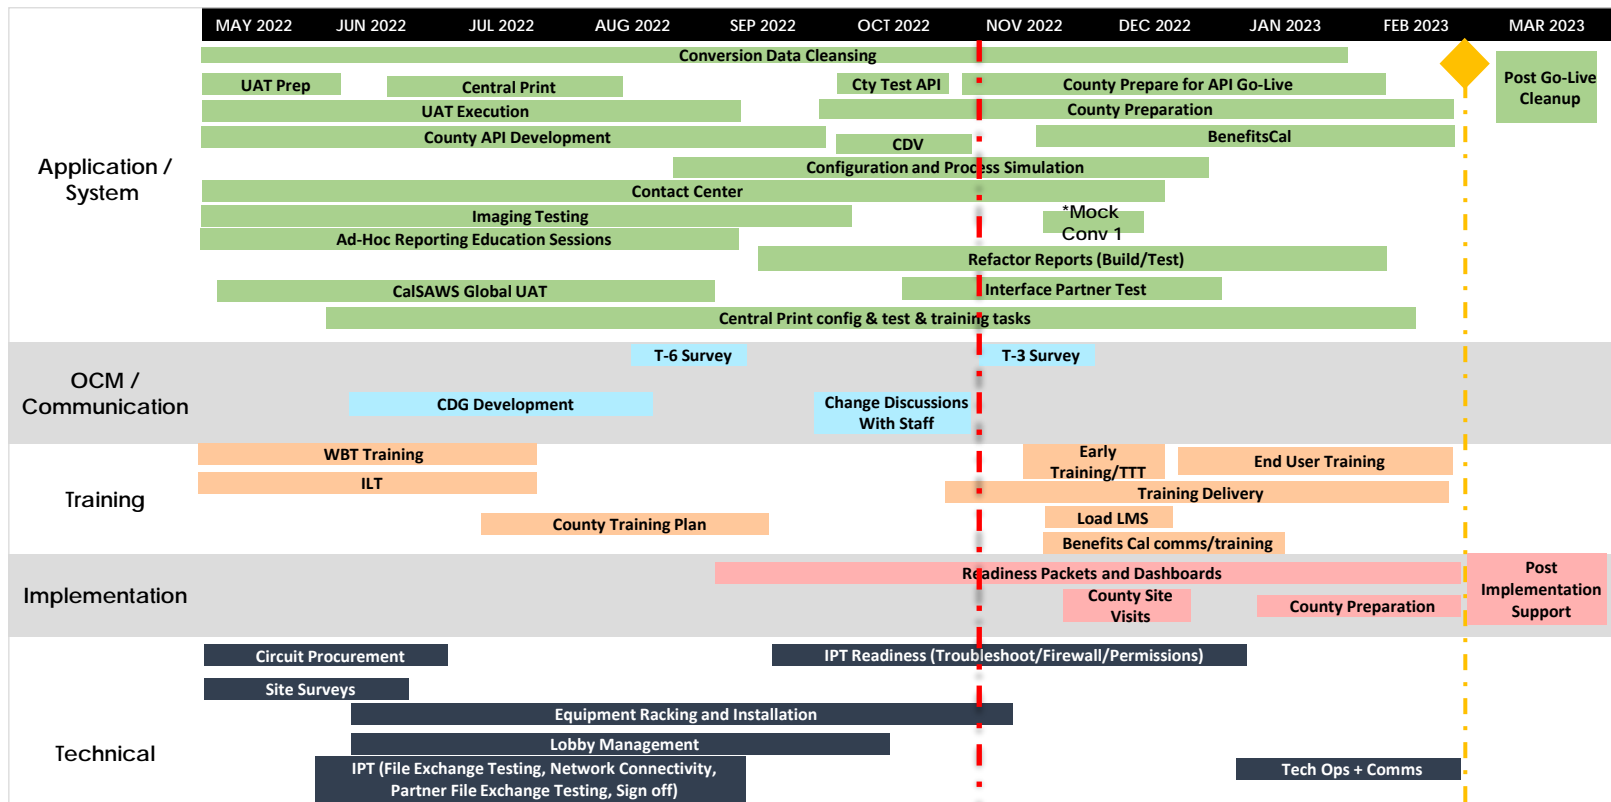 MAY 2022 JUN 2022 JUL 2022 AUG 2022 SEP 2022 OCT 2022 NOV 2022 DEC 2022 JAN 2023 FEB 2023 MAR 2023
Application /
System
Conversion Data Cleansing
UAT Prep
Central Print
Cty Test API
County Prepare for API Go-Live
Post Go-Live
Cleanup
UAT Execution
County Preparation
County API Development
CDV
BenefitsCal
Configuration and Process Simulation
Contact Center
Imaging Testing
*Mock
Conv 1
Ad-Hoc Reporting Education Sessions
Refactor Reports (Build/Test)
CalSAWS Global UAT
Interface Partner Test
Central Print config & test & training tasks
OCM /
Communication
T-6 Survey
T-3 Survey
CDG Development
Change Discussions
With Staff
Training
WBT Training
Early
Training/TTT
End User Training
ILT
Training Delivery
County Training Plan
Load LMS
Benefits Cal comms/training
Implementation
Readiness Packets and Dashboards
Post
Implementation
Support
County Site
Visits
County Preparation
Technical
Circuit Procurement
IPT Readiness (Troubleshoot/Firewall/Permissions)
Site Surveys
Equipment Racking and Installation
Lobby Management
IPT (File Exchange Testing, Network Connectivity,
Partner File Exchange Testing, Sign off)
Tech Ops + Comms